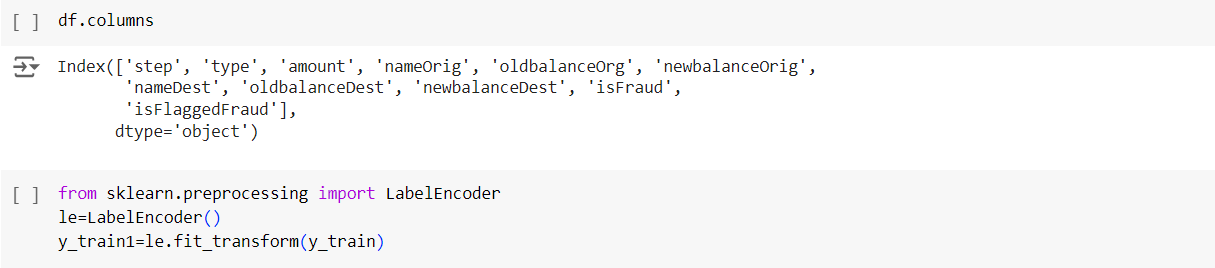 [ ] df.columns
Index(['step', 'type', 'amount', 'nameOrig', 'oldbalanceOrg', 'newbalanceOrig',
'nameDest', 'oldbalanceDest', 'newbalanceDest', 'isFraud',
'isFlaggedFraud'],
dtype='object')
[ ] from sklearn.preprocessing import LabelEncoder
le=LabelEncoder()
y_train1=le.fit_transform(y_train)